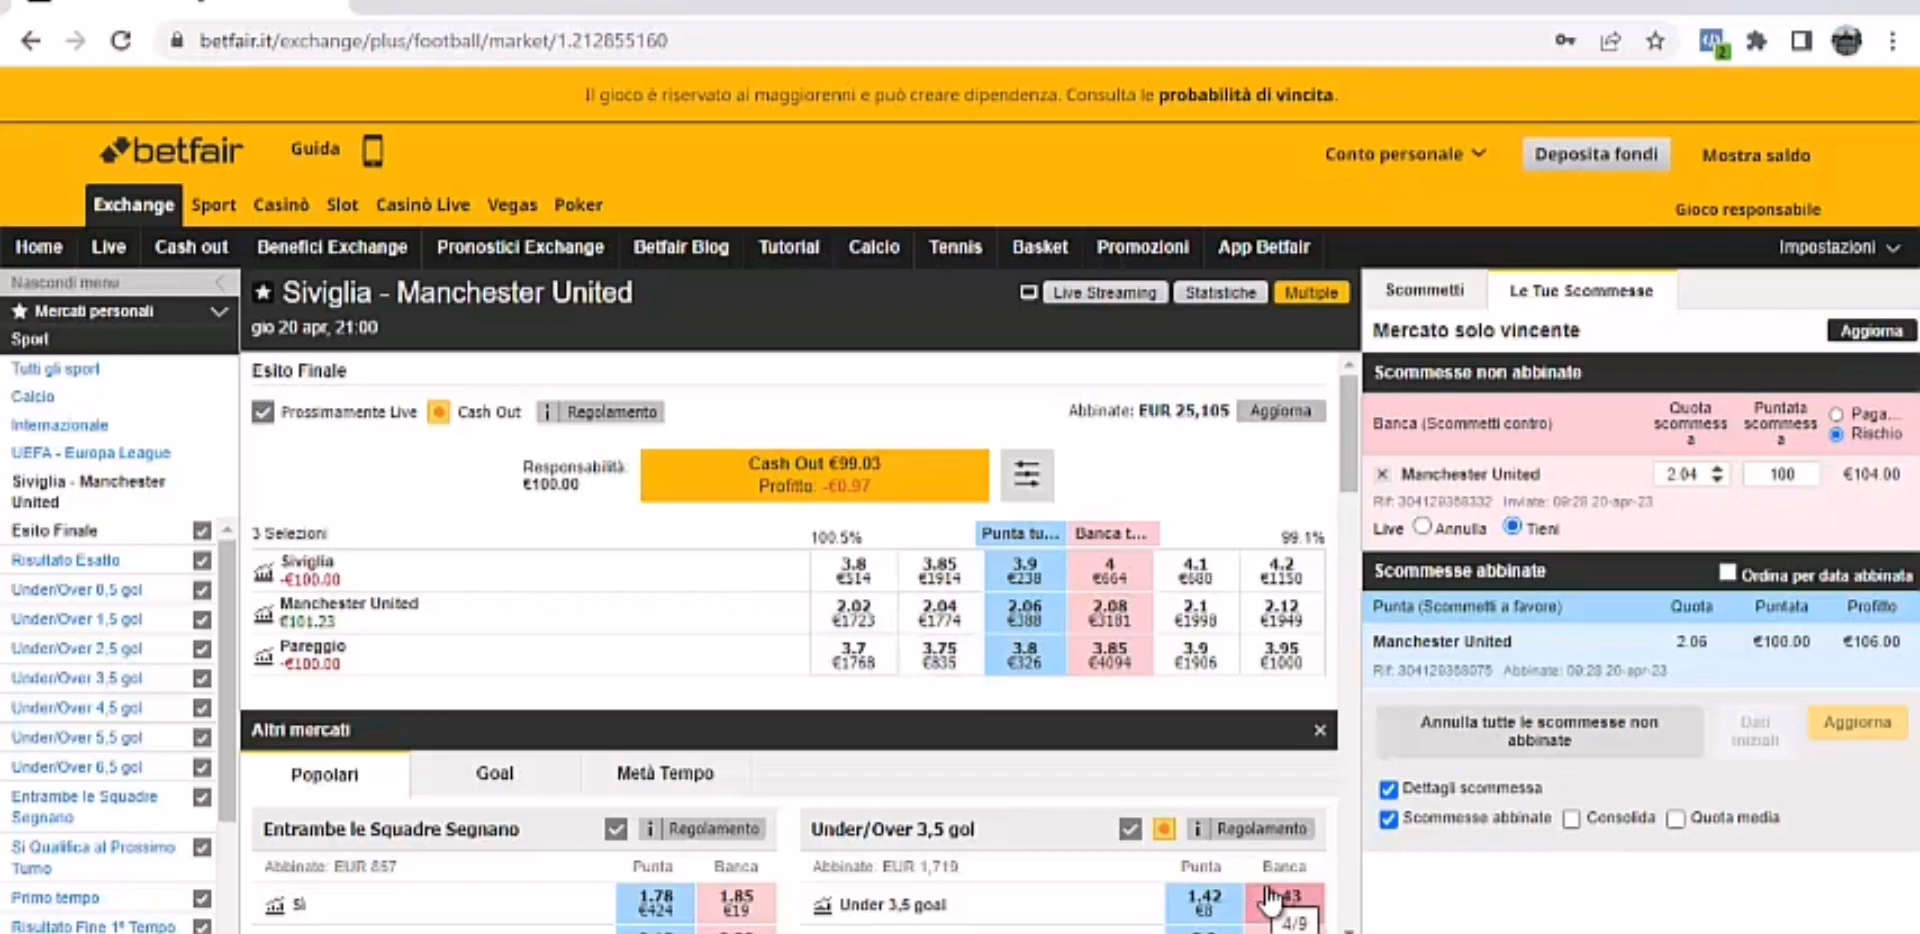 betfair.it/exchange/plus/football/market/1.212855160
2
Il gioco è riservato ai maggiorenni e può creare dipendenza. Consulta le probabilità di vincita.
betfair
Guida
Conto personale
Deposita fondi
Mostra saldo
Exchange Sport Casinò Slot Casinò Live Vegas Poker
Gioco responsabile
Home Live Cash out Benefici Exchange Pronostici Exchange Betfair Blog Tutorial Calcio Tennis Basket Promozioni App Betfair Impostazioni
Nascondi menu
Mercati personali
Sport
Tutti gli sport
Calcio
Internazionale
UEFA - Europa League
Siviglia - Manchester
United
Esito Finale
Risultato Esatto
Under/Over 0,5 gol
Under/Over 1,5 gol
Under/Over 2,5 gol
Under/Over 3,5 gol
Under/Over 4,5 gol
Under/Over 5,5 gol
Under/Over 6,5 gol
Entrambe le Squadre
Segnano
Si Qualifica al Prossimo
Turno
Primo tempo
Risultato Fine 1° Tempo
Siviglia - Manchester United
Live Streaming Statistiche Multiple
gio 20 apr, 21:00
Esito Finale
Prossimamente Live Cash Out i Regolamento
Abbinate: EUR 25,105 Aggiorna
Responsabilità:
€100.00
Cash Out €99.03
Profitto: -€0.97
3 Selezioni 100.5% Punta tu... Banca t... 99.1%
Siviglia 3.8 3.85 3.9 4 4.1 4.2
-€100.00 €514 €1914 €238 €664 €680 €1150
Manchester United 2.02 2.04 2.06 2.08 2.1 2.12
€101.23 €1723 €1774 €388 €3181 €1998 €1949
Pareggio 3.7 3.75 3.8 3.85 3.9 3.95
-€100.00 €1768 €835 €326 €4094 €1906 €1000
Altri mercati
Popolari Goal Metà Tempo
Entrambe le Squadre Segnano i Regolamento
Abbinate: EUR 857 Punta Banca
Sì 1.78 1.85
€424 €19
Under/Over 3,5 gol i Regolamento
Abbinate: EUR 1,719 Punta Banca
Under 3,5 goal 1.42
€8
4/9
Scommetti Le Tue Scommesse
Mercato solo vincente Aggiorna
Scommesse non abbinate
Banca (Scommetti contro)
Quota
scommess
a
Puntata
scommess
a
Paga...
Rischio
Manchester United 2.04 100 €104.00
Rif: 304129358332 Inviate: 09:28 20-apr-23
Live Annulla Tieni
Scommesse abbinate Ordina per data abbinata
Punta (Scommetti a favore) Quota Puntata Profitto
Manchester United 2.06 €100.00 €106.00
Rif: 304129358075 Abbinate: 09:28 20-apr-23
Annulla tutte le scommesse non
abbinate
Dati
iniziali
Aggiorna
Dettagli scommessa
Scommesse abbinate Consolida Quota media